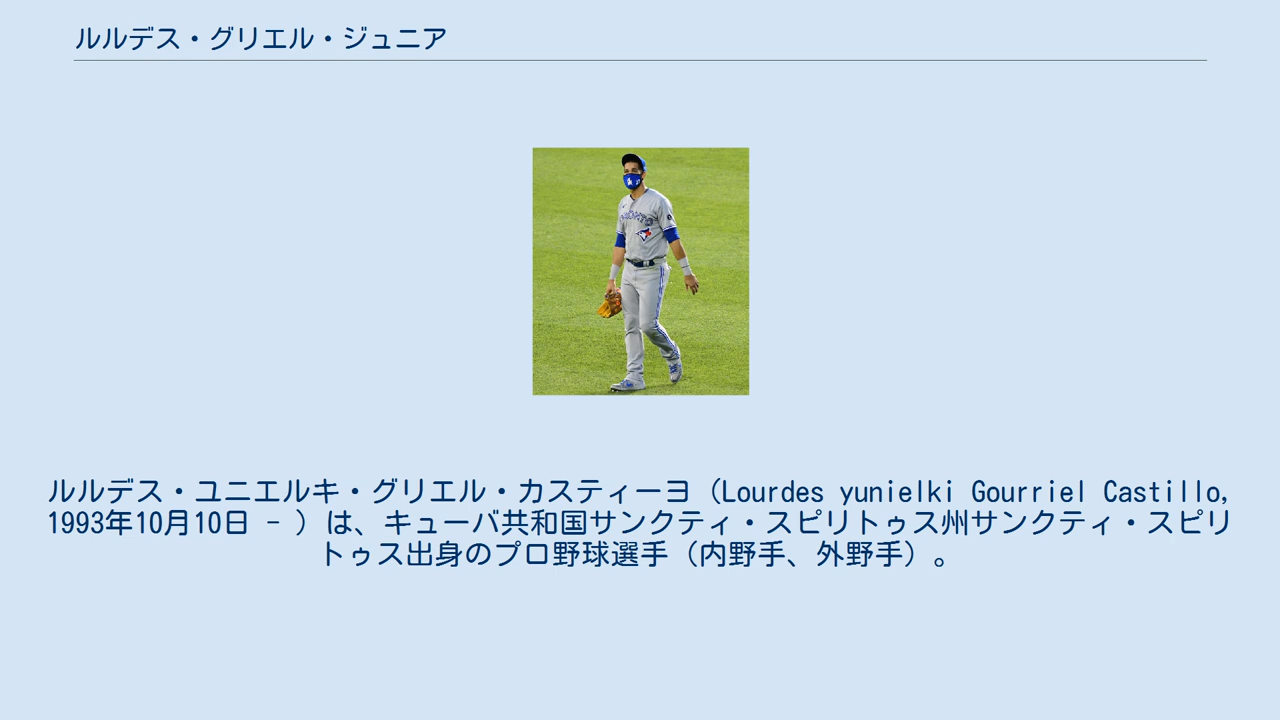 ルルデス・グリエル・ジュニア
TORONTO
ルルデス・ユニエルキ・グリエル・カスティーヨ（Lourdes yunielki Gourriel Castillo,
1993年10月10日 - ）は、キューバ共和国サンクティ・スピリトゥス州サンクティ・スピリ
トゥス出身のプロ野球選手（内野手、外野手）。